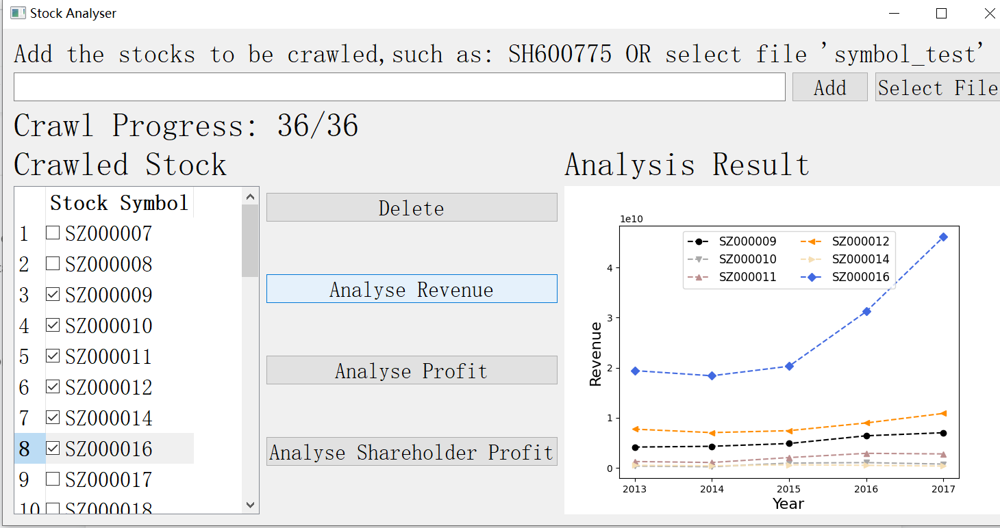 Stock Analyser
Add the stocks to be crawled,such as: SH600775 OR select file 'symbol_test'
Add
Select File
Crawl Progress: 36/36
Crawled Stock
Stock Symbol
1 SZ000007
2 SZ000008
3 SZ000009
4 SZ000010
5 SZ000011
6 SZ000012
7 SZ000014
8 SZ000016
9 SZ000017
10 SZ000018
Delete
Analyse Revenue
Analyse Profit
Analyse Shareholder Profit
Analysis Result
1e10
SZ000009 SZ000012
SZ000010 SZ000014
SZ000011 SZ000016
4
3
2
1
0
Revenue
2013 2014 2015 2016 2017
Year